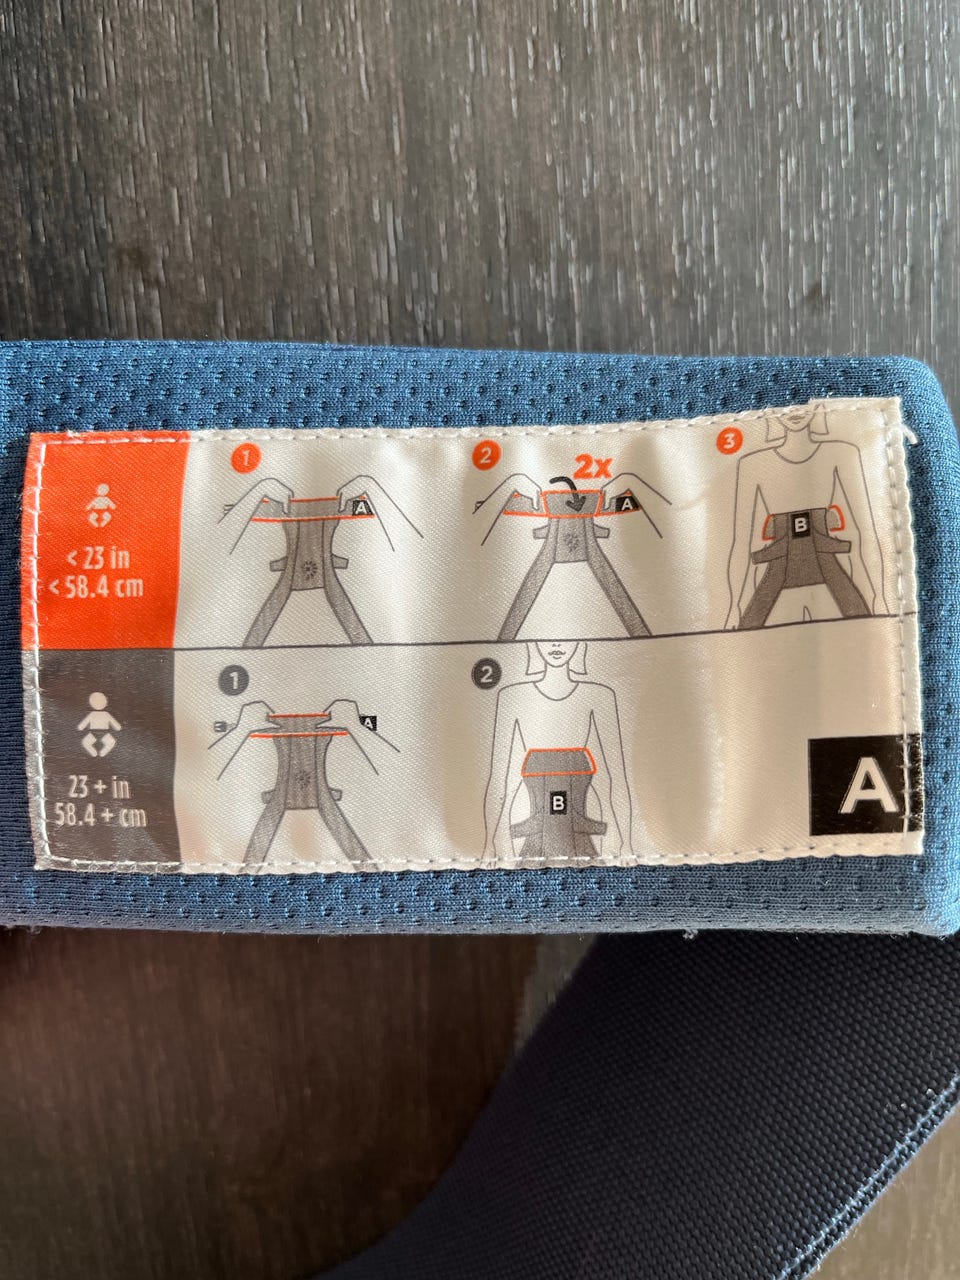 < 23 in
< 58.4 cm
1
A
2
2x
A
3
B
23 + in
58.4 + cm
1
A
2
B
A